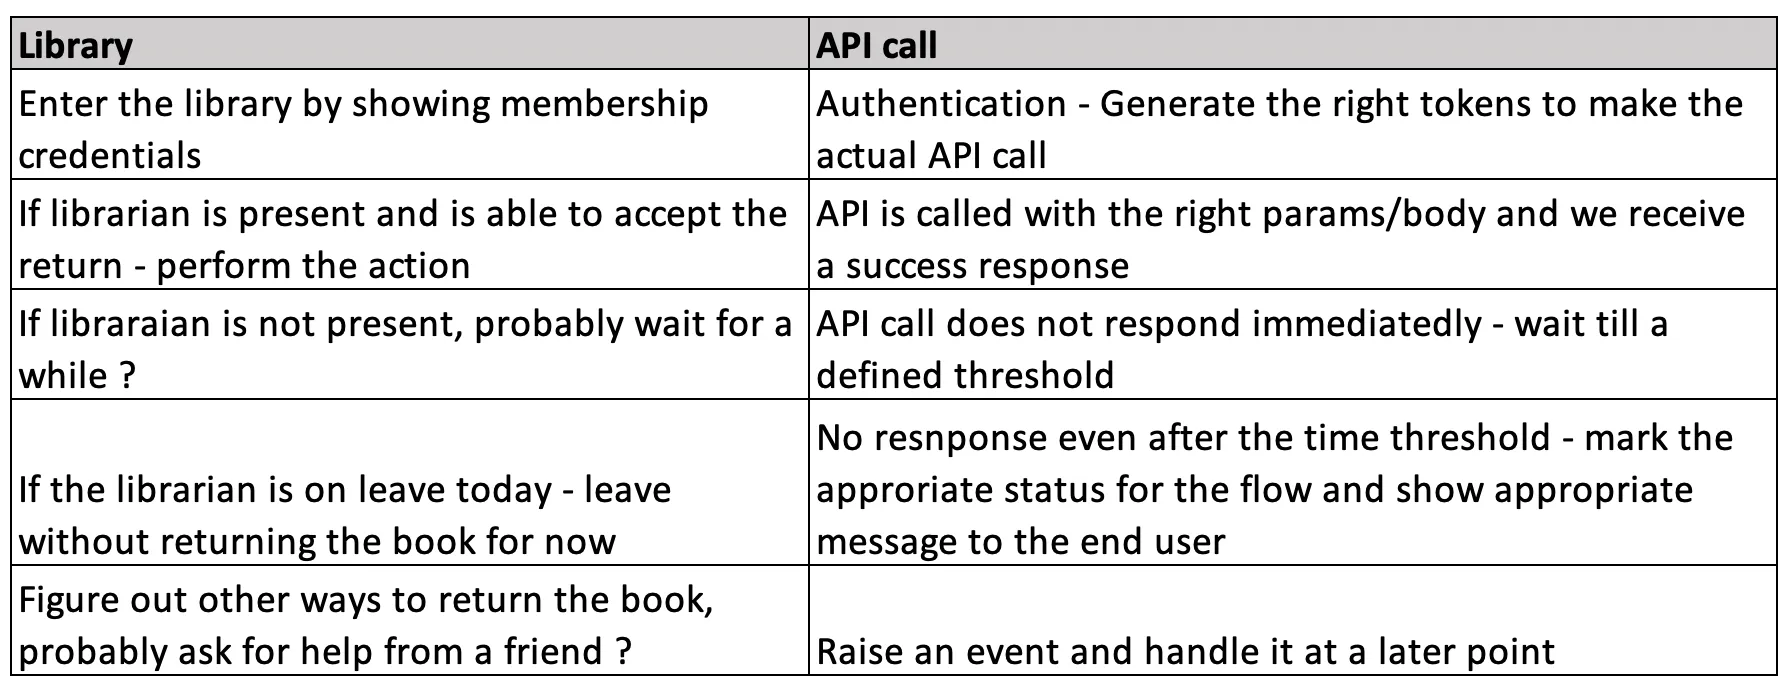 Library
API call
Enter the library by showing membership
credentials
Authentication - Generate the right tokens to make the
actual API call
If librarian is present and is able to accept the
return - perform the action
API is called with the right params/body and we receive
a success response
If libraraian is not present, probably wait for a
while ?
API call does not respond immediatedly - wait till a
defined threshold
If the librarian is on leave today - leave
without returning the book for now
No resnponse even after the time threshold - mark the
approriate status for the flow and show appropriate
message to the end user
Figure out other ways to return the book,
probably ask for help from a friend ?
Raise an event and handle it at a later point